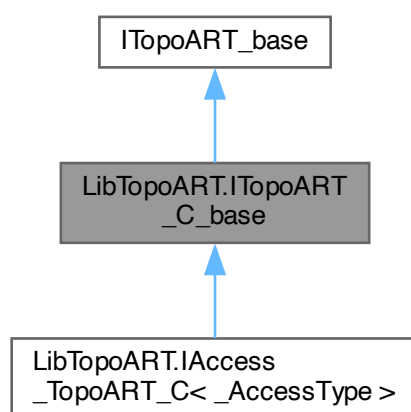 ITopoART_base
LibTopoART.ITopoART
_C_base
LibTopoART.IAccess
_TopoART_C< _AccessType >